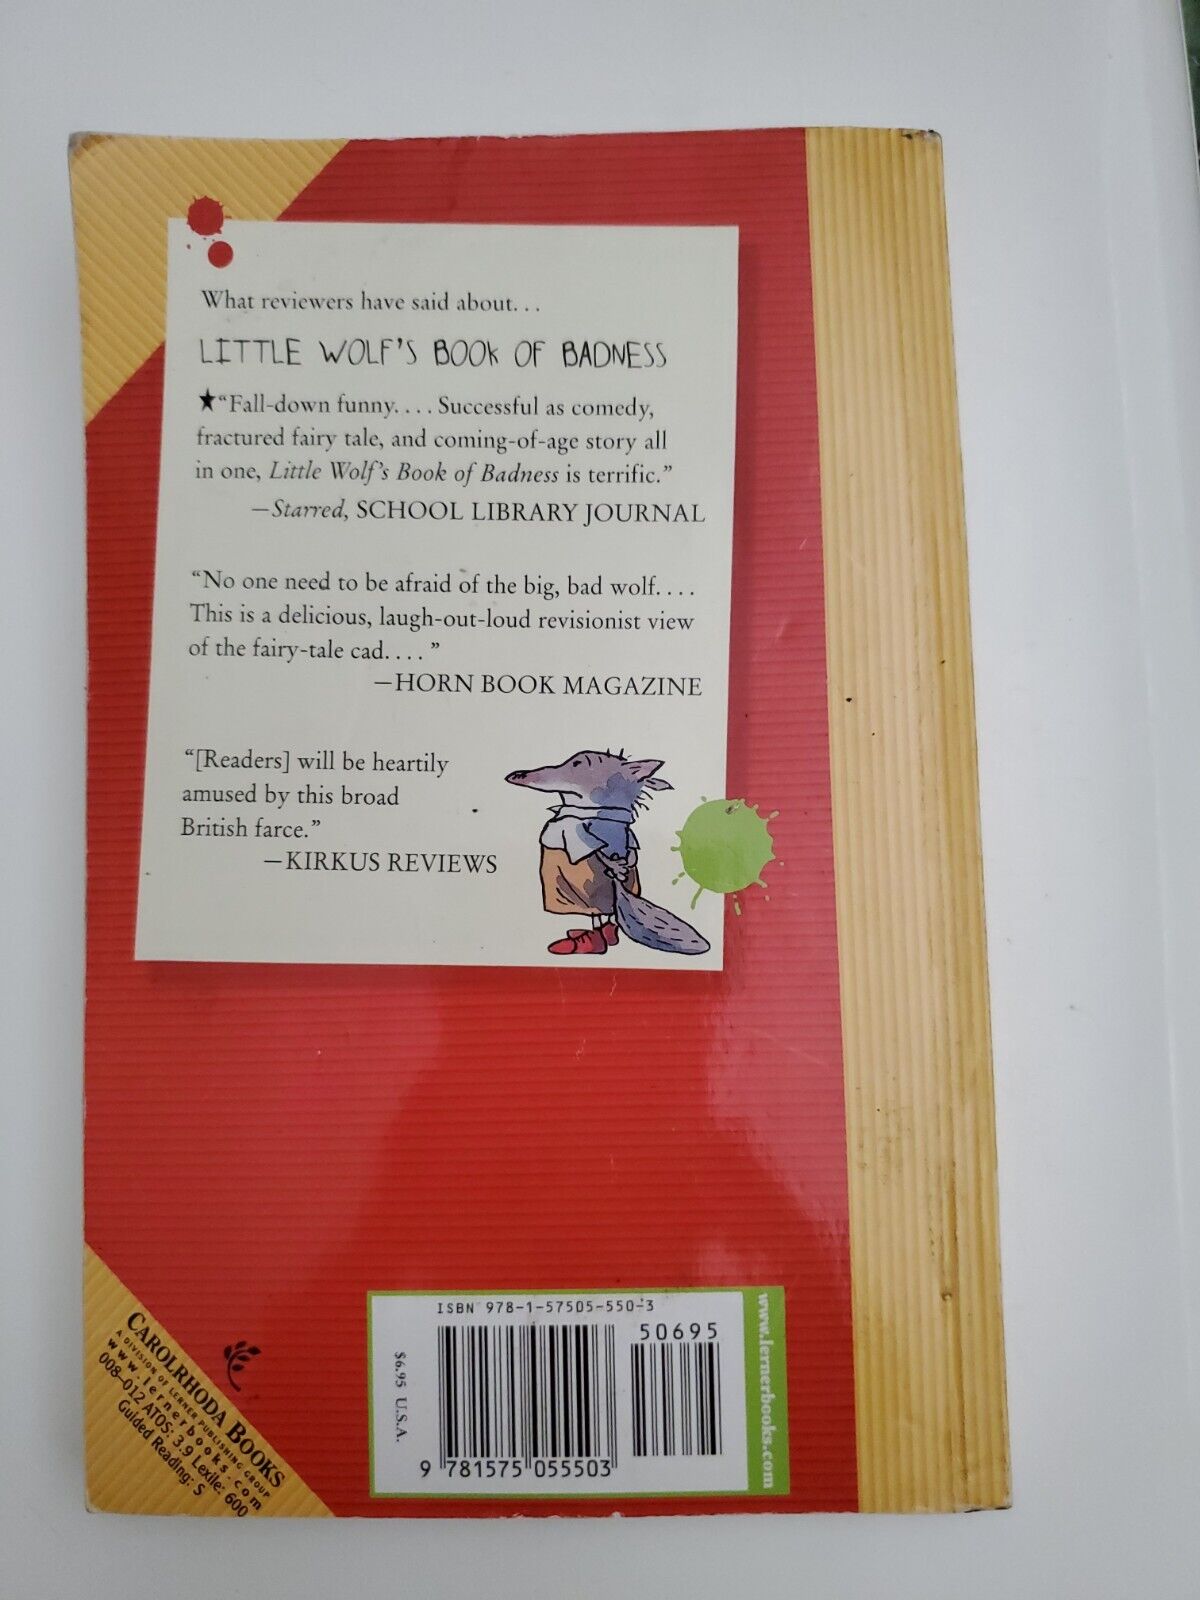 What reviewers have said about...
LITTLE WOLF'S BOOK OF BADNESS
★"Fall-down funny.... Successful as comedy,
fractured fairy tale, and coming-of-age story all
in one, Little Wolf's Book of Badness is terrific."
—Starred, SCHOOL LIBRARY JOURNAL
"No one need to be afraid of the big, bad wolf....
This is a delicious, laugh-out-loud revisionist view
of the fairy-tale cad...."
—HORN BOOK MAGAZINE
"[Readers] will be heartily
amused by this broad
British farce."
—KIRKUS REVIEWS
CAROLRHODA BOOKS
A DIVISION OF LERNER PUBLISHING GROUP
www.lernerbooks.com
008–012 ATOS: 3.9 Lexile: 600
Guided Reading: S
ISBN 978-1-57505-550-3
50695
$6.95 U.S.A.
9 781575 055503
www.lernerbooks.com